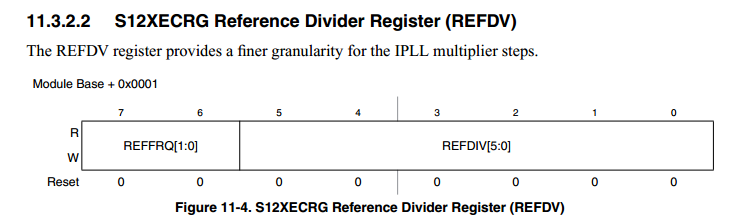 11.3.2.2 S12XECRG Reference Divider Register (REFDV)
The REFDV register provides a finer granularity for the IPLL multiplier steps.
Module Base + 0x0001
7 6 5 4 3 2 1 0
R
REFFRQ[1:0] REFDIV[5:0]
W
Reset 0 0 0 0 0 0 0 0
Figure 11-4. S12XECRG Reference Divider Register (REFDV)